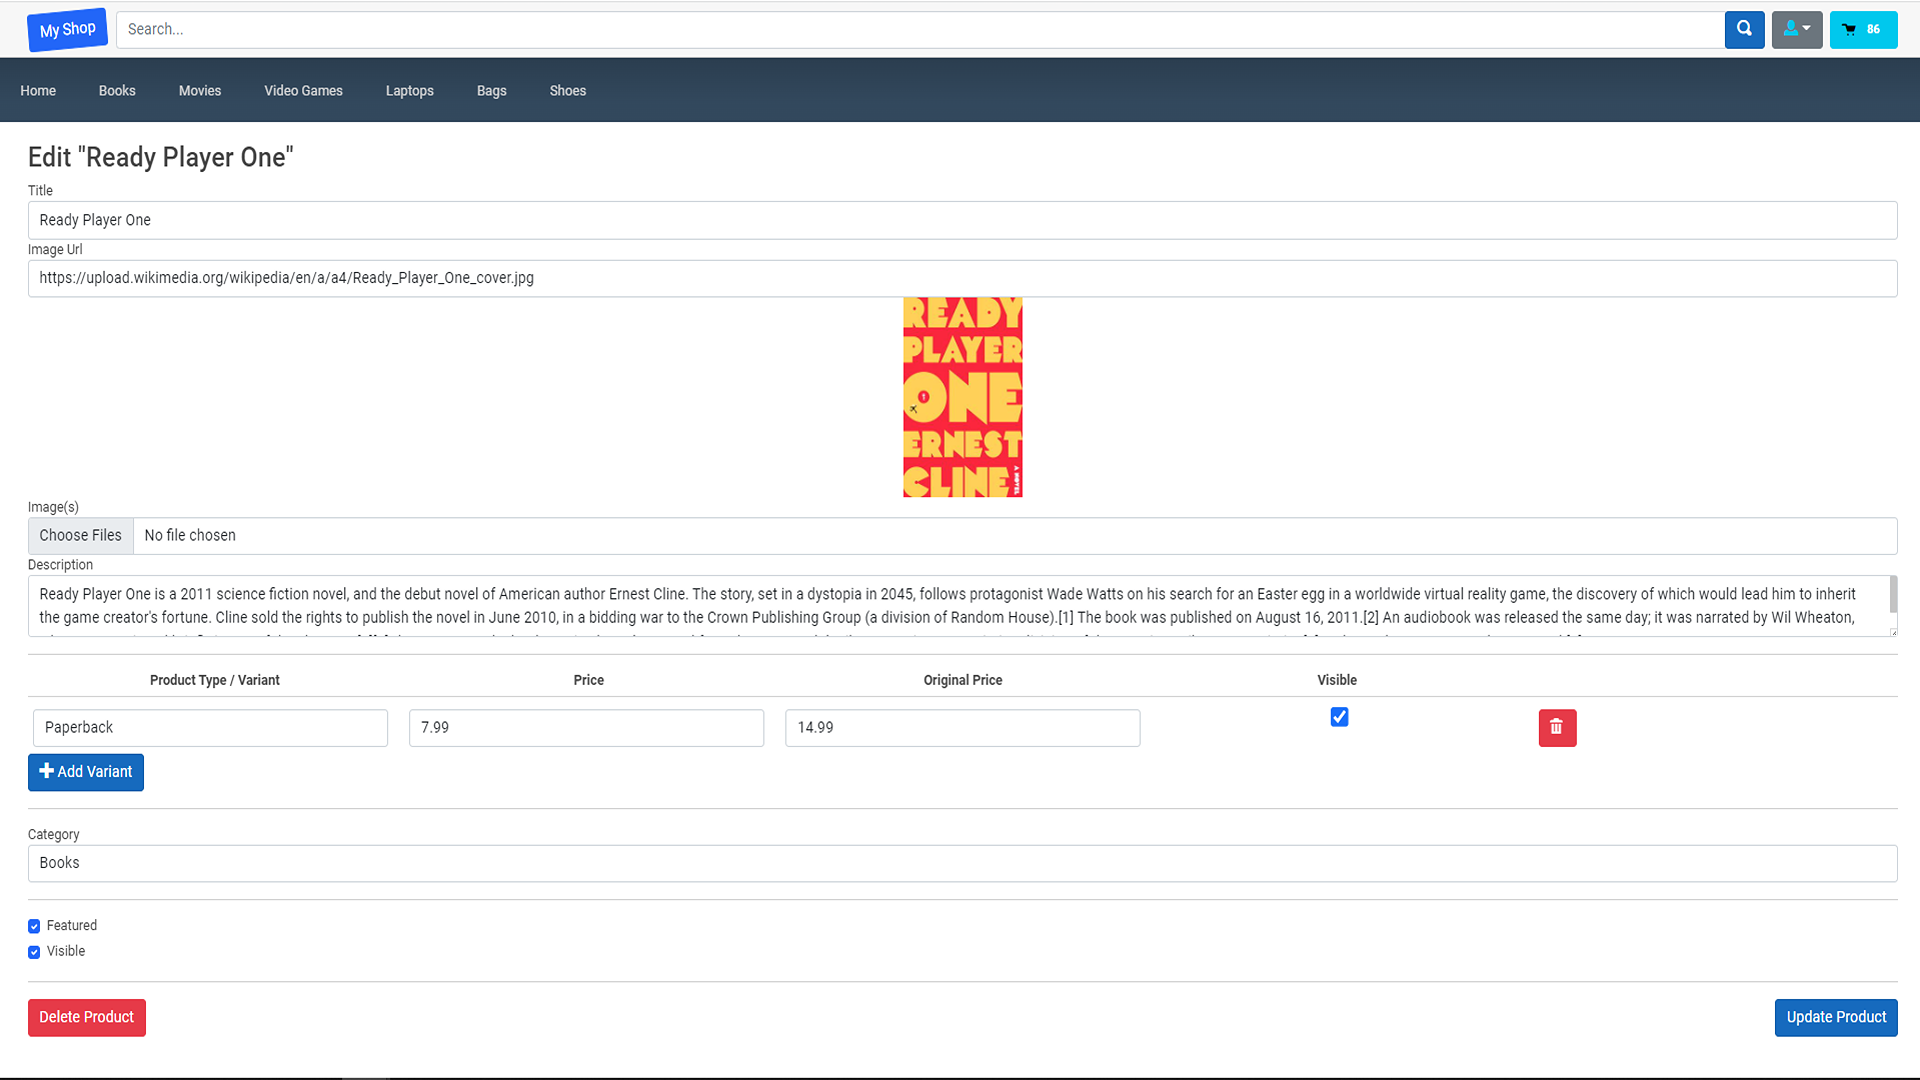 My Shop
Search...
86
Home Books Movies Video Games Laptops Bags Shoes
Edit "Ready Player One"
Title
Ready Player One
Image Url
https://upload.wikimedia.org/wikipedia/en/a/a4/Ready_Player_One_cover.jpg
READY
PLAYER
ONE
ERNEST
CLINE
A NOVEL
Image(s)
Choose Files No file chosen
Description
Ready Player One is a 2011 science fiction novel, and the debut novel of American author Ernest Cline. The story, set in a dystopia in 2045, follows protagonist Wade Watts on his search for an Easter egg in a worldwide virtual reality game, the discovery of which would lead him to inherit
the game creator's fortune. Cline sold the rights to publish the novel in June 2010, in a bidding war to the Crown Publishing Group (a division of Random House).[1] The book was published on August 16, 2011.[2] An audiobook was released the same day; it was narrated by Wil Wheaton,
Product Type / Variant Price Original Price Visible
Paperback 7.99 14.99
Add Variant
Category
Books
Featured
Visible
Delete Product Update Product